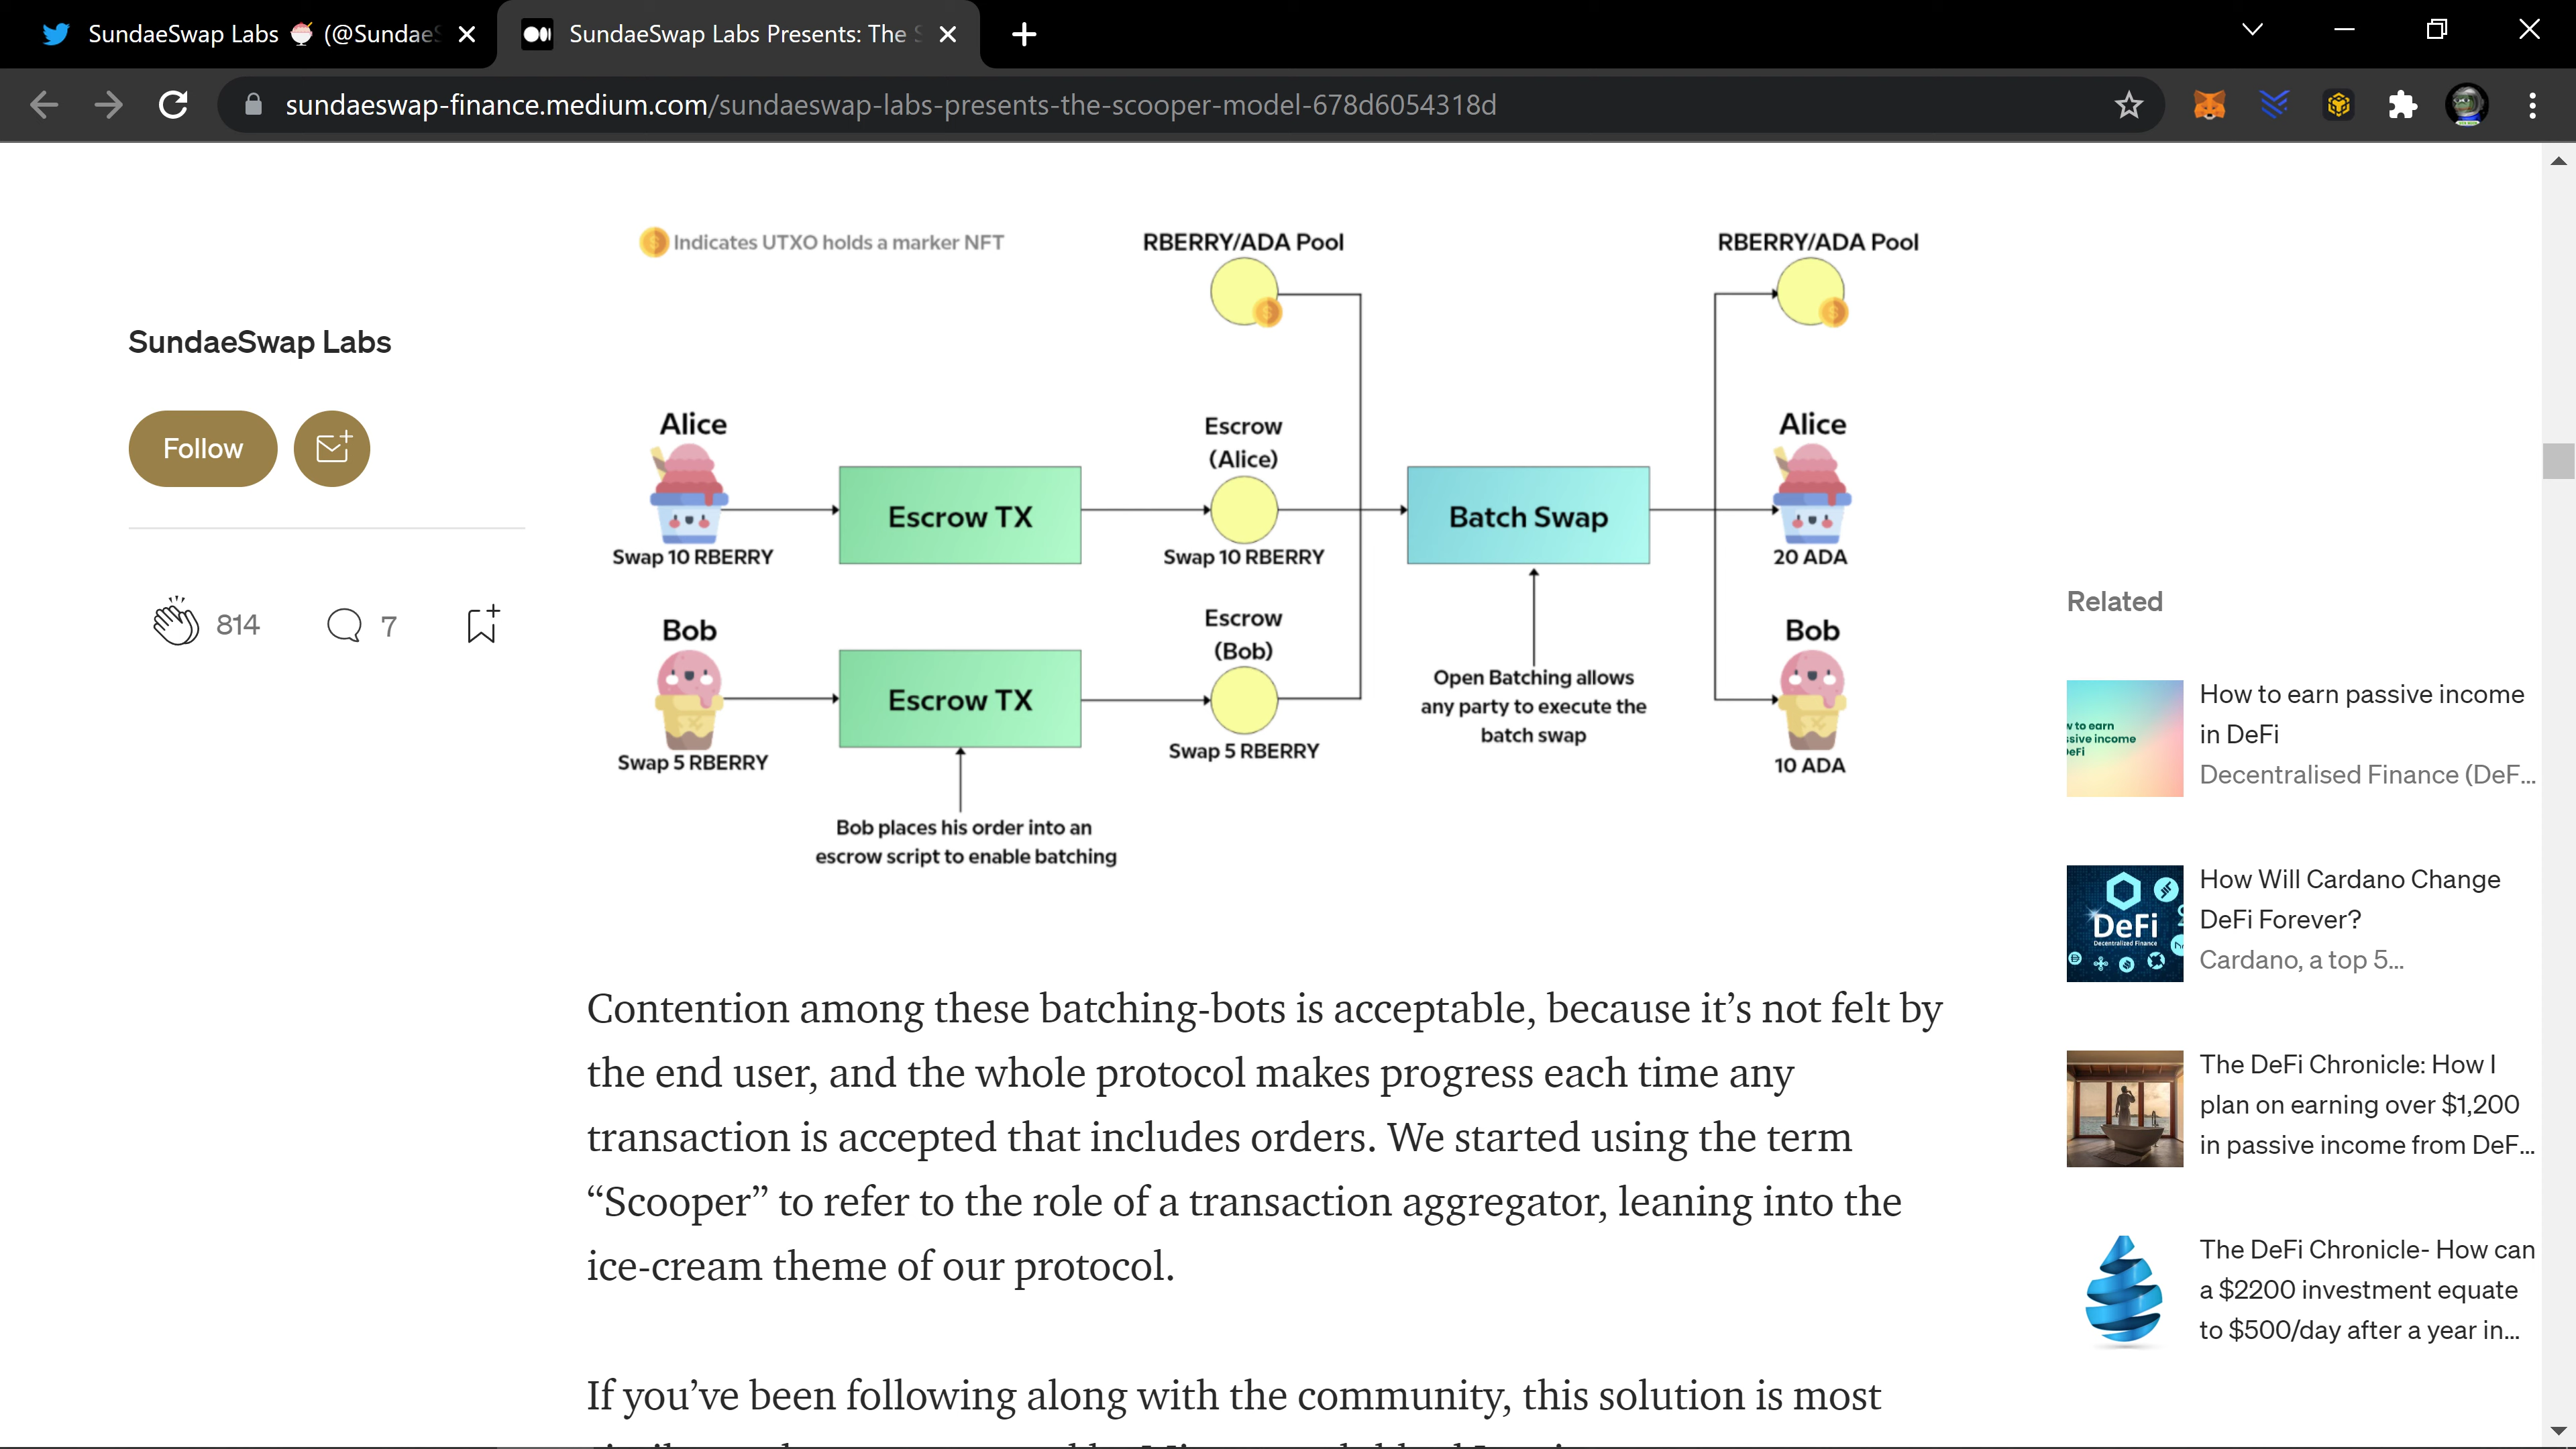 SundaeSwap Labs 🍧 (@Sundae
SundaeSwap Labs Presents: The
sundaeswap-finance.medium.com/sundaeswap-labs-presents-the-scooper-model-678d6054318d
SundaeSwap Labs
Follow
814
7
Indicates UTXO holds a marker NFT
RBERRY/ADA Pool
RBERRY/ADA Pool
Alice
Swap 10 RBERRY
Escrow TX
Escrow
(Alice)
Swap 10 RBERRY
Batch Swap
Alice
20 ADA
Bob
Swap 5 RBERRY
Escrow TX
Escrow
(Bob)
Swap 5 RBERRY
Open Batching allows
any party to execute the
batch swap
Bob
10 ADA
Bob places his order into an
escrow script to enable batching
Contention among these batching-bots is acceptable, because it’s not felt by
the end user, and the whole protocol makes progress each time any
transaction is accepted that includes orders. We started using the term
“Scooper” to refer to the role of a transaction aggregator, leaning into the
ice-cream theme of our protocol.
If you’ve been following along with the community, this solution is most
Related
to earn
income
How to earn passive income
in DeFi
Decentralised Finance (DeF...
DeFi
Decentralized Finance
How Will Cardano Change
DeFi Forever?
Cardano, a top 5...
The DeFi Chronicle: How I
plan on earning over $1,200
in passive income from DeF...
The DeFi Chronicle- How can
a $2200 investment equate
to $500/day after a year in...